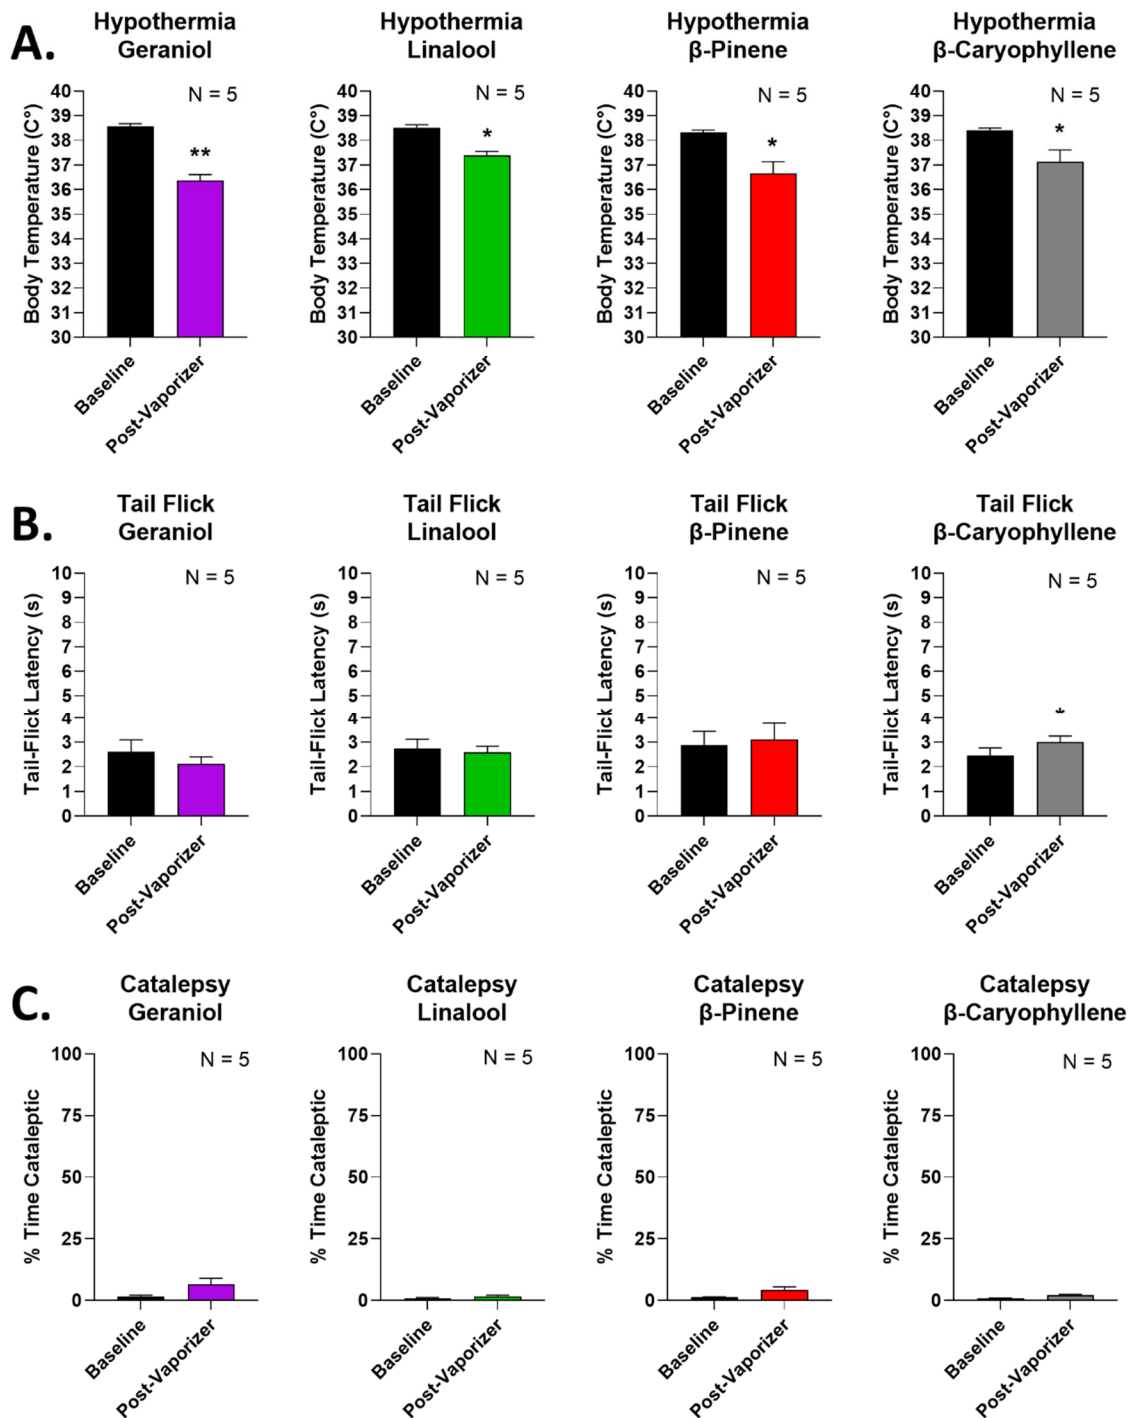 A.
Hypothermia
Geraniol
N = 5
**
Body Temperature (C°)
40
39
38
37
36
35
34
33
32
31
30
Baseline
Post-Vaporizer
Hypothermia
Linalool
N = 5
*
Body Temperature (C°)
40
39
38
37
36
35
34
33
32
31
30
Baseline
Post-Vaporizer
Hypothermia
β-Pinene
N = 5
*
Body Temperature (C°)
40
39
38
37
36
35
34
33
32
31
30
Baseline
Post-Vaporizer
Hypothermia
β-Caryophyllene
N = 5
*
Body Temperature (C°)
40
39
38
37
36
35
34
33
32
31
30
Baseline
Post-Vaporizer
B.
Tail Flick
Geraniol
N = 5
Tail-Flick Latency (s)
10
9
8
7
6
5
4
3
2
1
0
Baseline
Post-Vaporizer
Tail Flick
Linalool
N = 5
Tail-Flick Latency (s)
10
9
8
7
6
5
4
3
2
1
0
Baseline
Post-Vaporizer
Tail Flick
β-Pinene
N = 5
Tail-Flick Latency (s)
10
9
8
7
6
5
4
3
2
1
0
Baseline
Post-Vaporizer
Tail Flick
β-Caryophyllene
N = 5
*
Tail-Flick Latency (s)
10
9
8
7
6
5
4
3
2
1
0
Baseline
Post-Vaporizer
C.
Catalepsy
Geraniol
N = 5
% Time Cataleptic
100
75
50
25
0
Baseline
Post-Vaporizer
Catalepsy
Linalool
N = 5
% Time Cataleptic
100
75
50
25
0
Baseline
Post-Vaporizer
Catalepsy
β-Pinene
N = 5
% Time Cataleptic
100
75
50
25
0
Baseline
Post-Vaporizer
Catalepsy
β-Caryophyllene
N = 5
% Time Cataleptic
100
75
50
25
0
Baseline
Post-Vaporizer